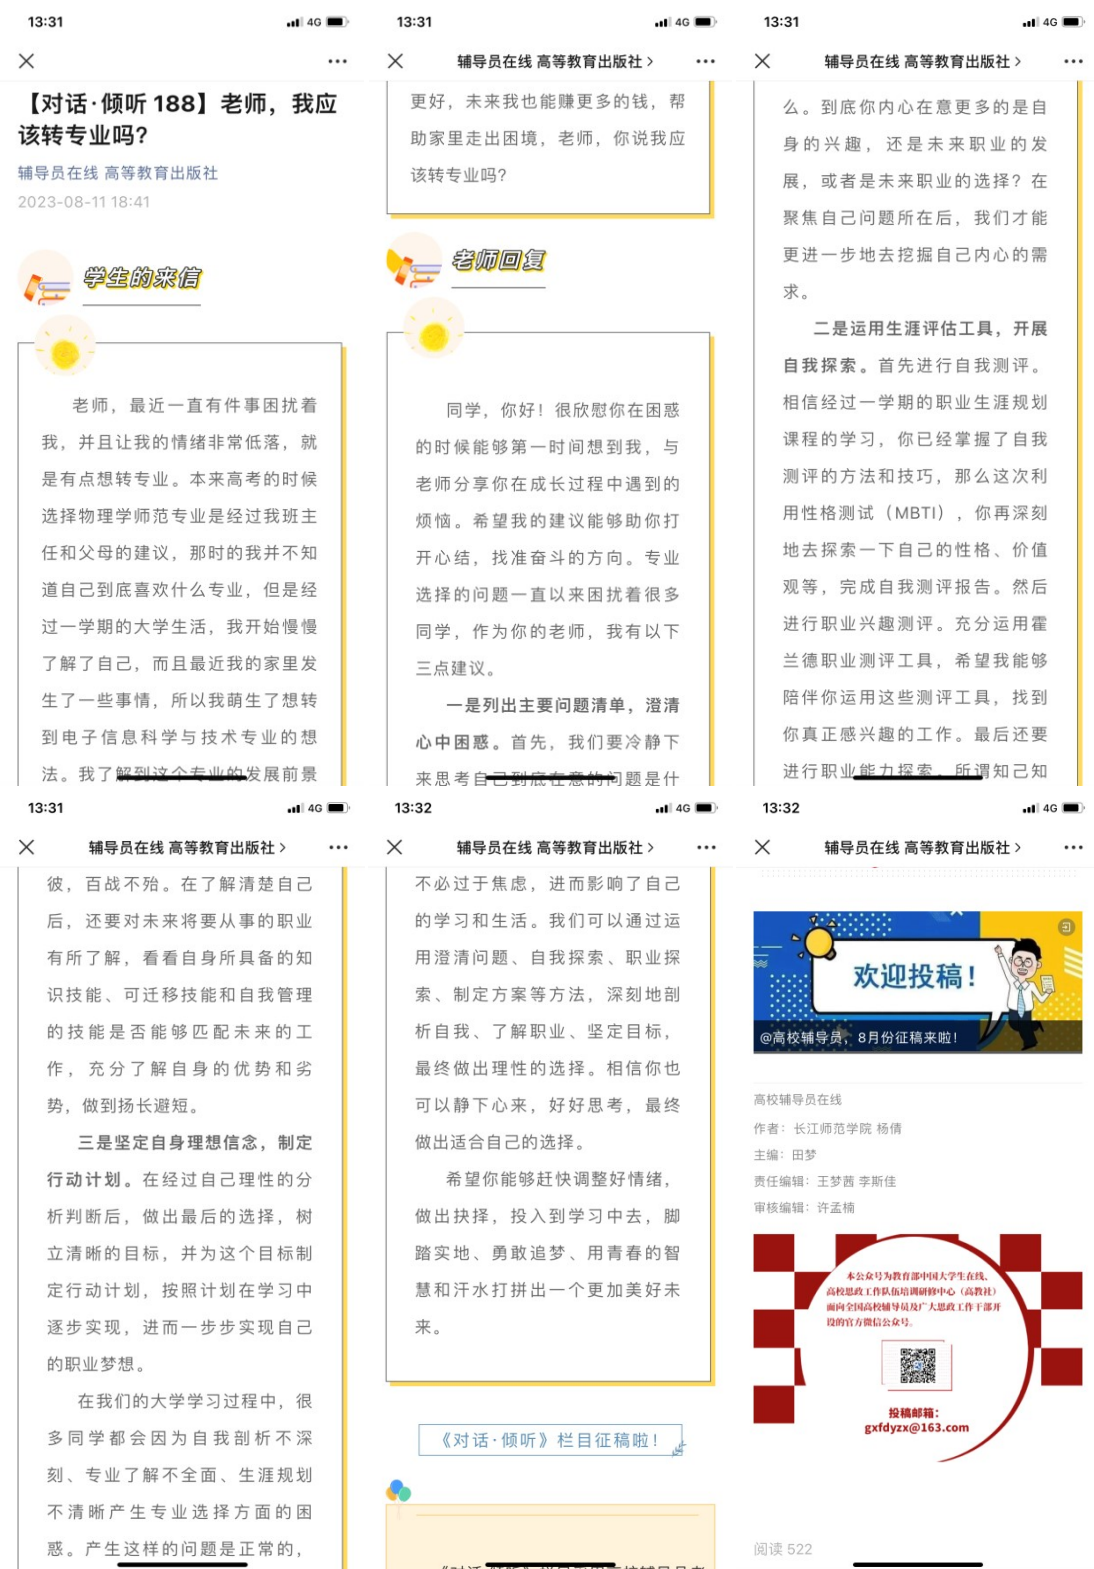 13:31
4G
【对话·倾听 188】老师，我应
该转专业吗？
辅导员在线 高等教育出版社
2023-08-11 18:41
学生的来信
老师，最近一直有件事困扰着
我，并且让我的情绪非常低落，就
是有点想转专业。本来高考的时候
选择物理学师范专业是经过我班主
任和父母的建议，那时的我并不知
道自己到底喜欢什么专业，但是经
过一学期的大学生活，我开始慢慢
了解了自己，而且最近我的家里发
生了一些事情，所以我萌生了想转
到电子信息科学与技术专业的想
法。我了解到这个专业的发展前景
13:31
4G
辅导员在线 高等教育出版社
更好，未来我也能赚更多的钱，帮
助家里走出困境，老师，你说我应
该转专业吗？
老师回复
同学，你好！很欣慰你在困惑
的时候能够第一时间想到我，与
老师分享你在成长过程中遇到的
烦恼。希望我的建议能够助你打
开心结，找准奋斗的方向。专业
选择的问题一直以来困扰着很多
同学，作为你的老师，我有以下
三点建议。
一是列出主要问题清单，澄清
心中困惑。首先，我们要冷静下
来思考自己到底在意的问题是什
13:31
4G
辅导员在线 高等教育出版社
么。到底你内心在意更多的是自
身的兴趣，还是未来职业的发
展，或者是未来职业的选择？在
聚焦自己问题所在后，我们才能
更进一步地去挖掘自己内心的需
求。
二是运用生涯评估工具，开展
自我探索。首先进行自我测评。
相信经过一学期的职业生涯规划
课程的学习，你已经掌握了自我
测评的方法和技巧，那么这次利
用性格测试（MBTI），你再深刻
地去探索一下自己的性格、价值
观等，完成自我测评报告。然后
进行职业兴趣测评。充分运用霍
兰德职业测评工具，希望我能够
陪伴你运用这些测评工具，找到
你真正感兴趣的工作。最后还要
进行职业能力探索，所谓知己知
13:31
4G
辅导员在线 高等教育出版社
彼，百战不殆。在了解清楚自己
后，还要对未来将要从事的职业
有所了解，看看自身所具备的知
识技能、可迁移技能和自我管理
的技能是否能够匹配未来的工
作，充分了解自身的优势和劣
势，做到扬长避短。
三是坚定自身理想信念，制定
行动计划。在经过自己理性的分
析判断后，做出最后的选择，树
立清晰的目标，并为这个目标制
定行动计划，按照计划在学习中
逐步实现，进而一步步实现自己
的职业梦想。
在我们的大学学习过程中，很
多同学都会因为自我剖析不深
刻、专业了解不全面、生涯规划
不清晰产生专业选择方面的困
惑。产生这样的问题是正常的，
13:32
4G
辅导员在线 高等教育出版社
不必过于焦虑，进而影响了自己
的学习和生活。我们可以通过运
用澄清问题、自我探索、职业探
索、制定方案等方法，深刻地剖
析自我、了解职业、坚定目标，
最终做出理性的选择。相信你也
可以静下心来，好好思考，最终
做出适合自己的选择。
希望你能够赶快调整好情绪，
做出抉择，投入到学习中去，脚
踏实地、勇敢追梦、用青春的智
慧和汗水打拼出一个更加美好未
来。
《对话·倾听》栏目征稿啦！
13:32
4G
辅导员在线 高等教育出版社
欢迎投稿！
@高校辅导员，8月份征稿来啦！
高校辅导员在线
作者：长江师范学院 杨倩
主编：田梦
责任编辑：王梦茜 李斯佳
审核编辑：许孟楠
本公众号为教育部中国大学生在线、
高校思政工作队伍培训研修中心（高教社）
面向全国高校辅导员及广大思政工作干部开
设的官方微信公众号。
投稿邮箱：
gxfdyzx@163.com
阅读 522